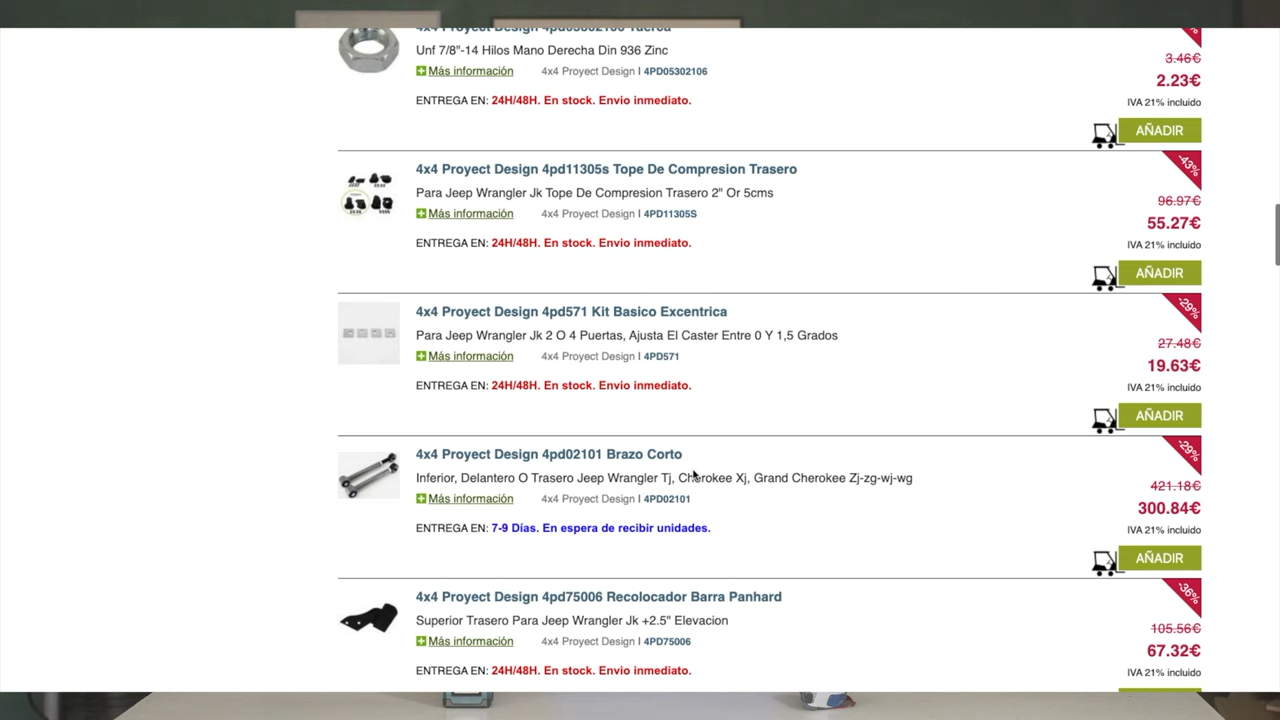 Unf 7/8"-14 Hilos Mano Derecha Din 936 Zinc
Más información 4x4 Proyect Design I 4PD05302106
ENTREGA EN: 24H/48H. En stock. Envio inmediato.
3.46€
2.23€
IVA 21% incluido
AÑADIR
4x4 Proyect Design 4pd11305s Tope De Compresion Trasero
Para Jeep Wrangler Jk Tope De Compresion Trasero 2" Or 5cms
Más información 4x4 Proyect Design I 4PD11305S
ENTREGA EN: 24H/48H. En stock. Envio inmediato.
-43%
96.97€
55.27€
IVA 21% incluido
AÑADIR
4x4 Proyect Design 4pd571 Kit Basico Excentrica
Para Jeep Wrangler Jk 2 O 4 Puertas, Ajusta El Caster Entre 0 Y 1,5 Grados
Más información 4x4 Proyect Design I 4PD571
ENTREGA EN: 24H/48H. En stock. Envio inmediato.
-29%
27.48€
19.63€
IVA 21% incluido
AÑADIR
4x4 Proyect Design 4pd02101 Brazo Corto
Inferior, Delantero O Trasero Jeep Wrangler Tj, Cherokee Xj, Grand Cherokee Zj-zg-wj-wg
Más información 4x4 Proyect Design I 4PD02101
ENTREGA EN: 7-9 Días. En espera de recibir unidades.
-29%
421.18€
300.84€
IVA 21% incluido
AÑADIR
4x4 Proyect Design 4pd75006 Recolocador Barra Panhard
Superior Trasero Para Jeep Wrangler Jk +2.5" Elevacion
Más información 4x4 Proyect Design I 4PD75006
ENTREGA EN: 24H/48H. En stock. Envio inmediato.
-36%
105.56€
67.32€
IVA 21% incluido